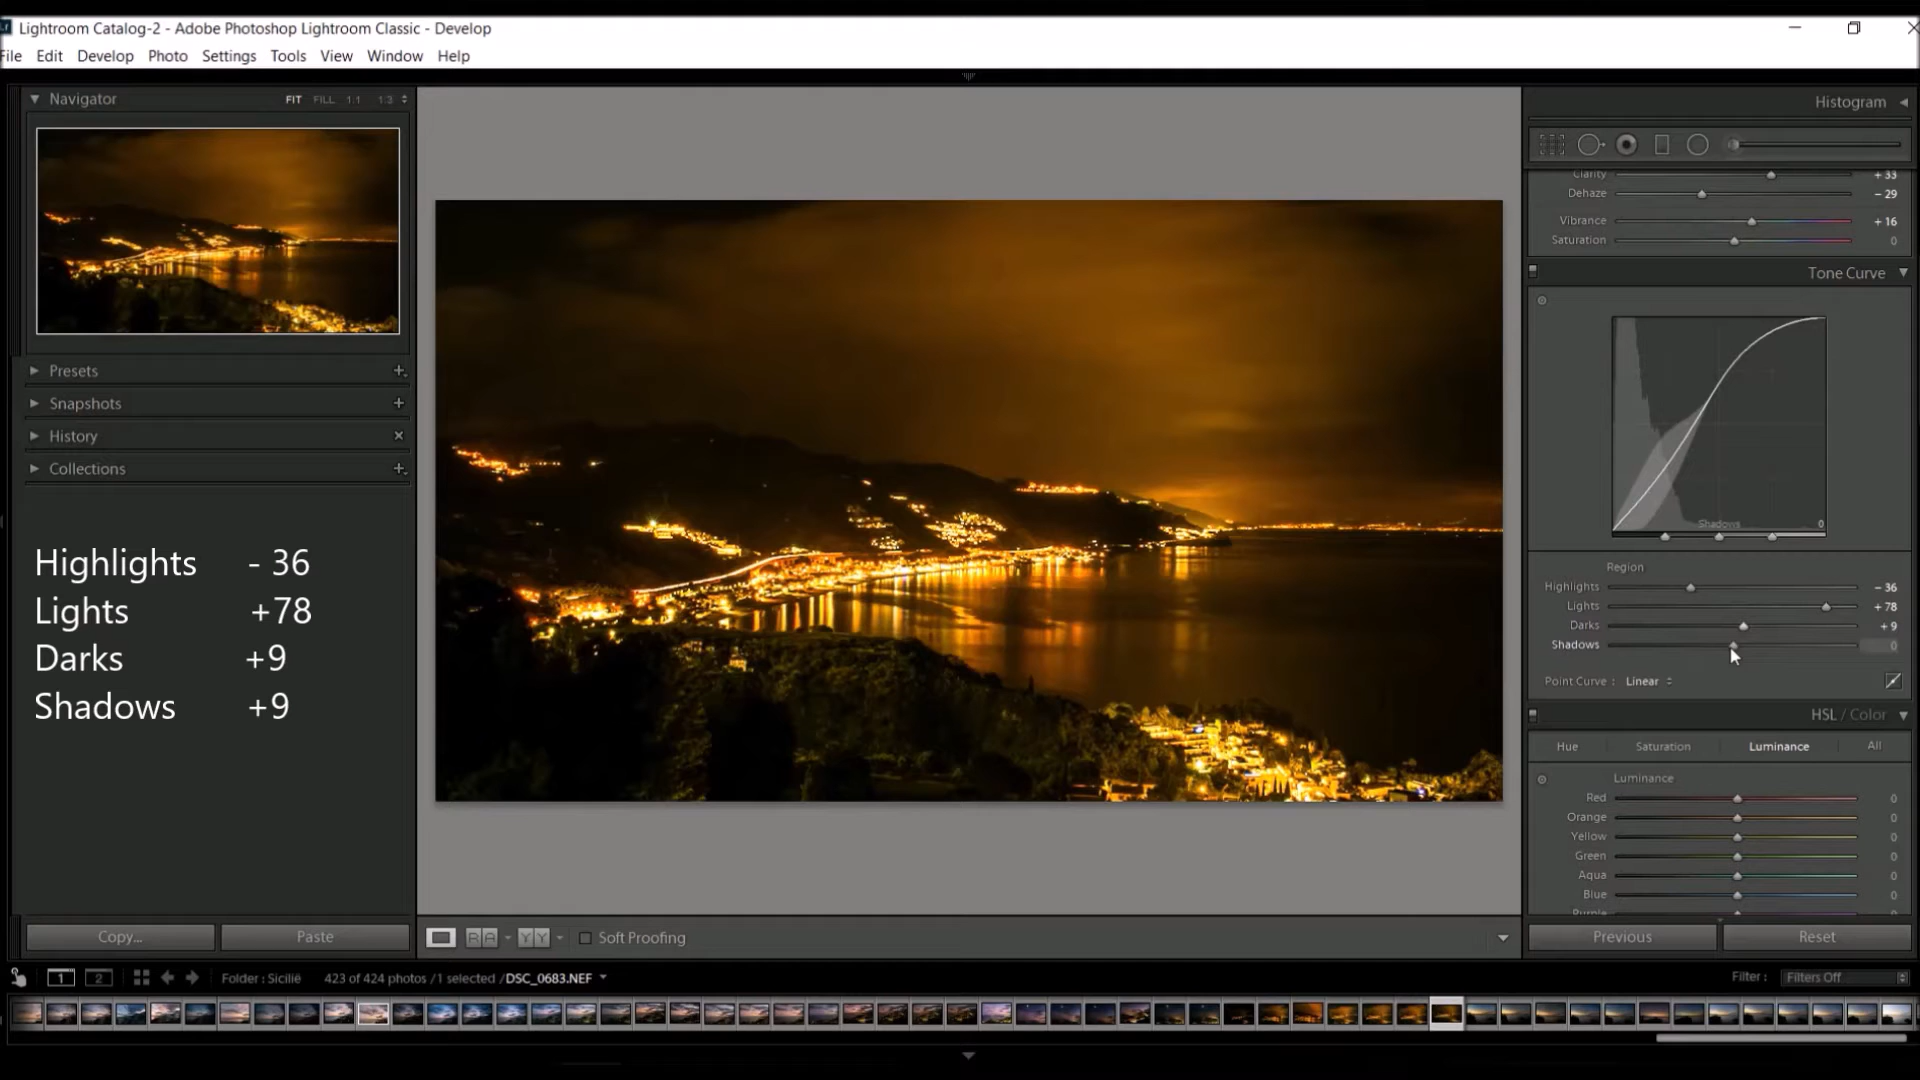 Lightroom Catalog-2 - Adobe Photoshop Lightroom Classic - Develop
File Edit Develop Photo Settings Tools View Window Help
Navigator FIT FILL 1:1 1:3
Presets
Snapshots
History
Collections
Highlights - 36
Lights +78
Darks +9
Shadows +9
Copy... Paste
Soft Proofing
Histogram
Clarity + 33
Dehaze - 29
Vibrance + 16
Saturation 0
Tone Curve
Shadows 0
Region
Highlights - 36
Lights + 78
Darks + 9
Shadows 0
Point Curve : Linear
HSL / Color
Hue Saturation Luminance All
Luminance
Red 0
Orange 0
Yellow 0
Green 0
Aqua 0
Blue 0
Purple
Previous Reset
1 2 Folder : Sicilië 423 of 424 photos / 1 selected / DSC_0683.NEF Filter : Filters Off